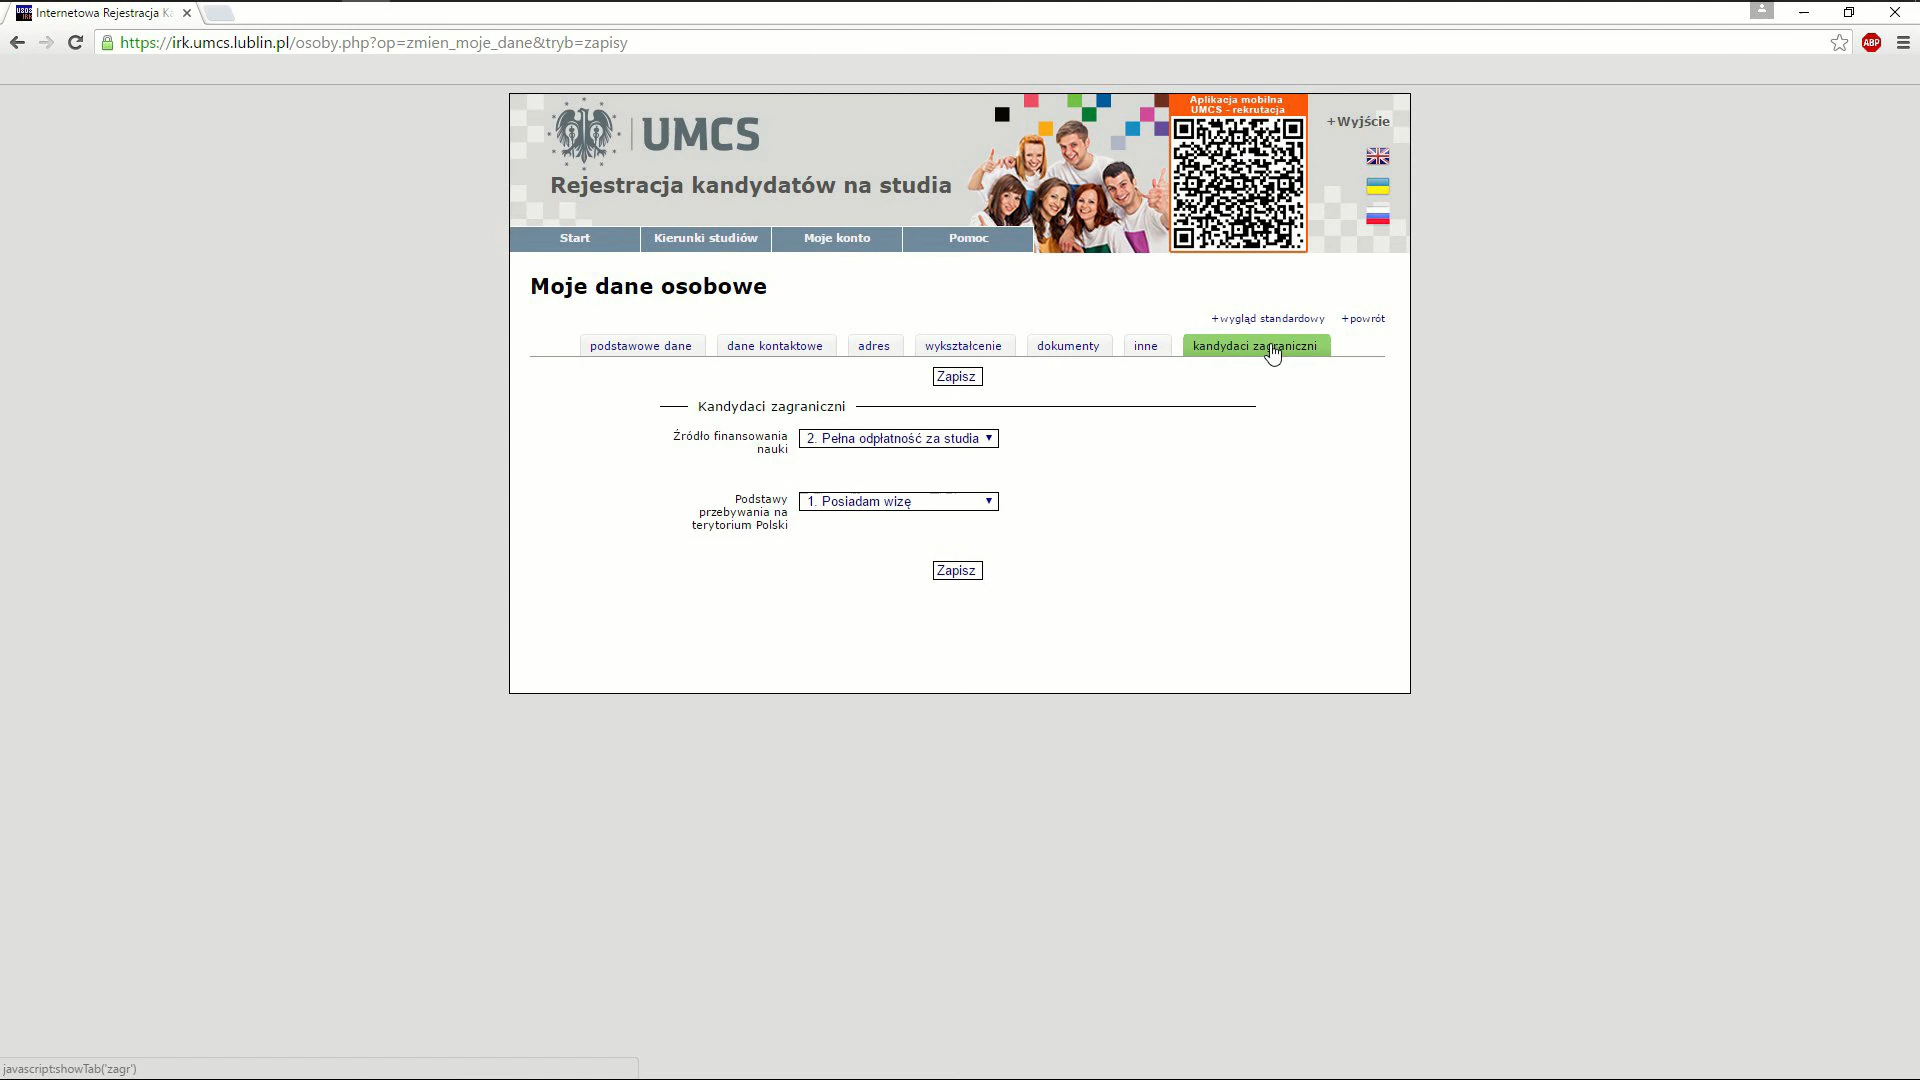 Internetowa Rejestracja Ka
https://irk.umcs.lublin.pl/osoby.php?op=zmien_moje_dane&tryb=zapisy
ABP
UMCS
Rejestracja kandydatów na studia
Aplikacja mobilna
UMCS - rekrutacja
+Wyjście
Start
Kierunki studiów
Moje konto
Pomoc
Moje dane osobowe
+wygląd standardowy
+powrót
podstawowe dane
dane kontaktowe
adres
wykształcenie
dokumenty
inne
kandydaci zagraniczni
Zapisz
Kandydaci zagraniczni
Źródło finansowania
nauki
2. Pełna odpłatność za studia
Podstawy
przebywania na
terytorium Polski
1. Posiadam wizę
Zapisz
javascript:showTab('zagr')